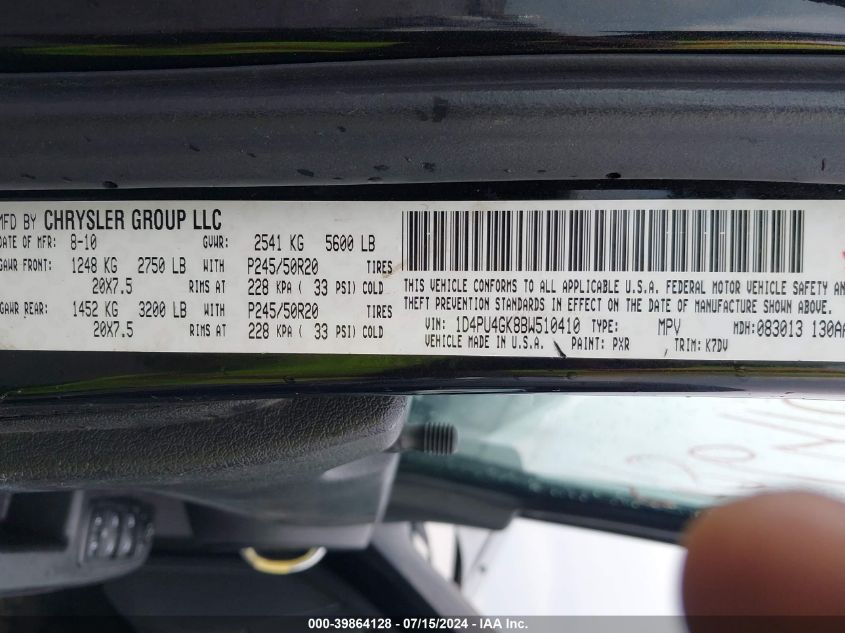 MFD BY CHRYSLER GROUP LLC
DATE OF MFR: 8-10 GVWR: 2541 KG 5600 LB
GAWR FRONT: 1248 KG 2750 LB WITH P245/50R20 TIRES
20X7.5 RIMS AT 228 KPA ( 33 PSI) COLD
GAWR REAR: 1452 KG 3200 LB WITH P245/50R20 TIRES
20X7.5 RIMS AT 228 KPA ( 33 PSI) COLD
THIS VEHICLE CONFORMS TO ALL APPLICABLE U.S.A. FEDERAL MOTOR VEHICLE SAFETY AN
THEFT PREVENTION STANDARDS IN EFFECT ON THE DATE OF MANUFACTURE SHOWN ABOVE.
VIN: 1D4PU4GK8BW510410 TYPE: MPV MDH: 083013 130AA
VEHICLE MADE IN U.S.A. PAINT: PXR TRIM: K7DV
000-39864128 - 07/15/2024 - IAA Inc.